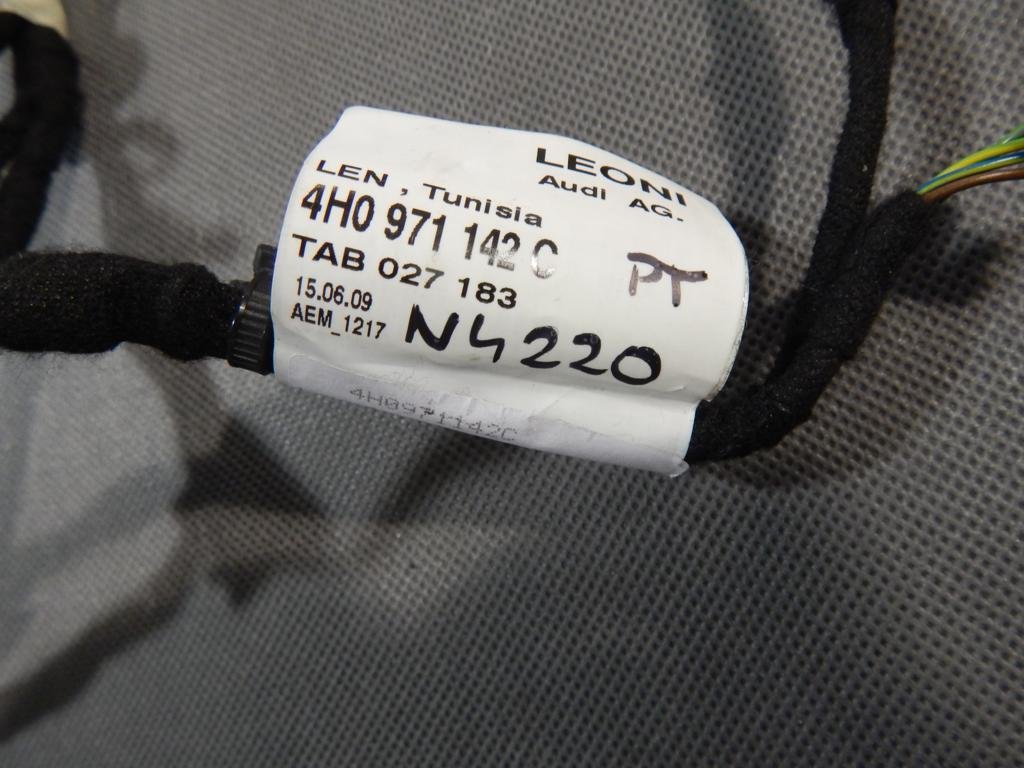 LEONI
Audi AG.
LEN , Tunisia
4H0 971 142 C
TAB 027 183
15.06.09
AEM_1217
PT
N4220
4H0971142C